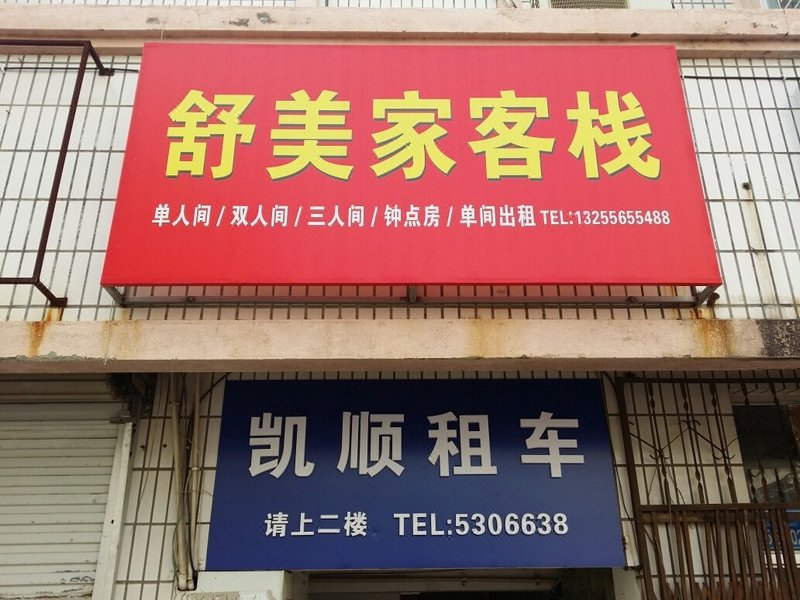 舒美家客栈
单人间/双人间/三人间/钟点房/单间出租 TEL:13255655488
凯顺租车
请上二楼 TEL:5306638